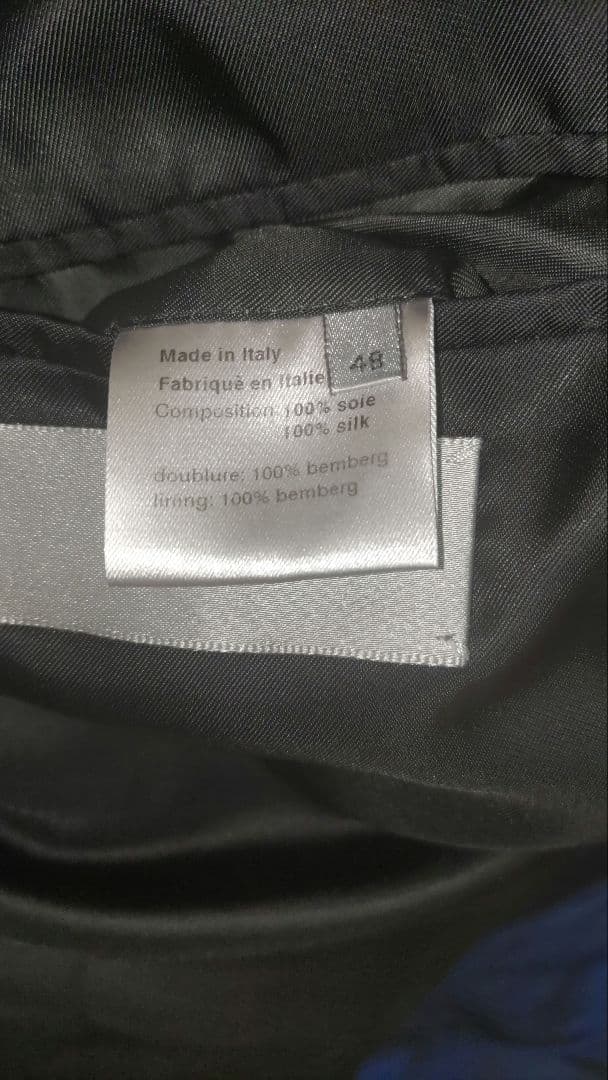 Made in Italy
48
Fabriqué en Italie
Composition: 100% soie
100% silk
doublure: 100% bemberg
lining: 100% bemberg